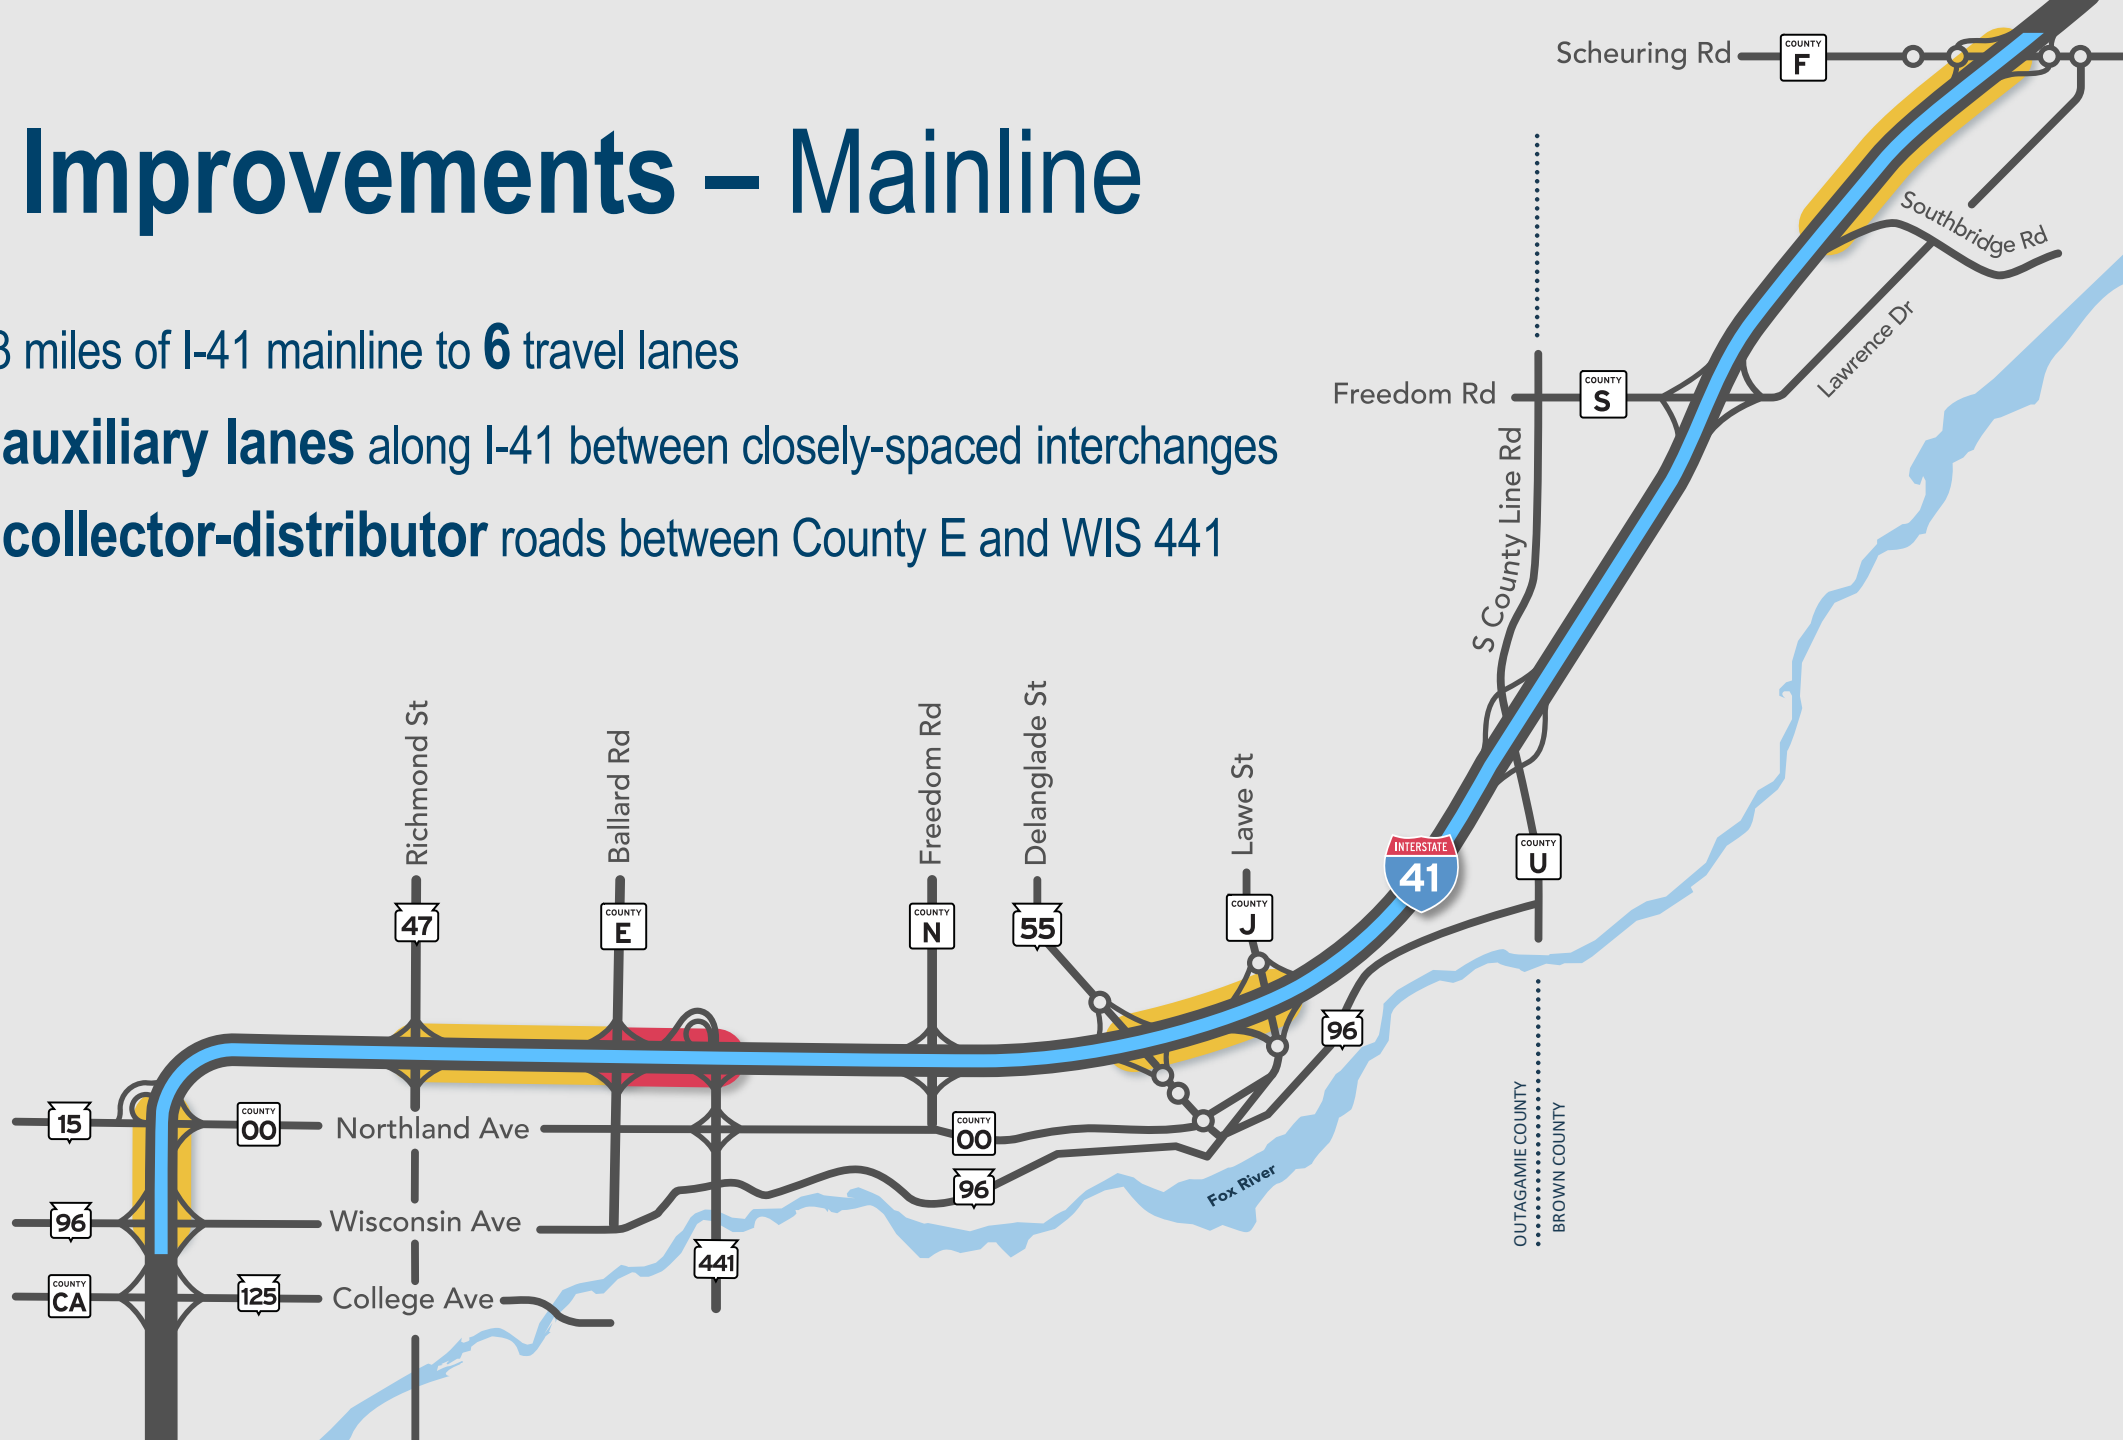 Scheuring Rd
COUNTY
F
Improvements – Mainline
Southbridge Rd
3 miles of I-41 mainline to 6 travel lanes
Lawrence Dr
Freedom Rd
COUNTY
S
auxiliary lanes along I-41 between closely-spaced interchanges
collector-distributor roads between County E and WIS 441
S County Line Rd
Richmond St
Ballard Rd
Freedom Rd
Delanglade St
Lawe St
INTERSTATE
41
COUNTY
U
47
COUNTY
E
COUNTY
N
55
COUNTY
J
96
15
COUNTY
OO
Northland Ave
COUNTY
OO
96
Fox River
OUTAGAMIE COUNTY
BROWN COUNTY
96
Wisconsin Ave
441
COUNTY
CA
125
College Ave